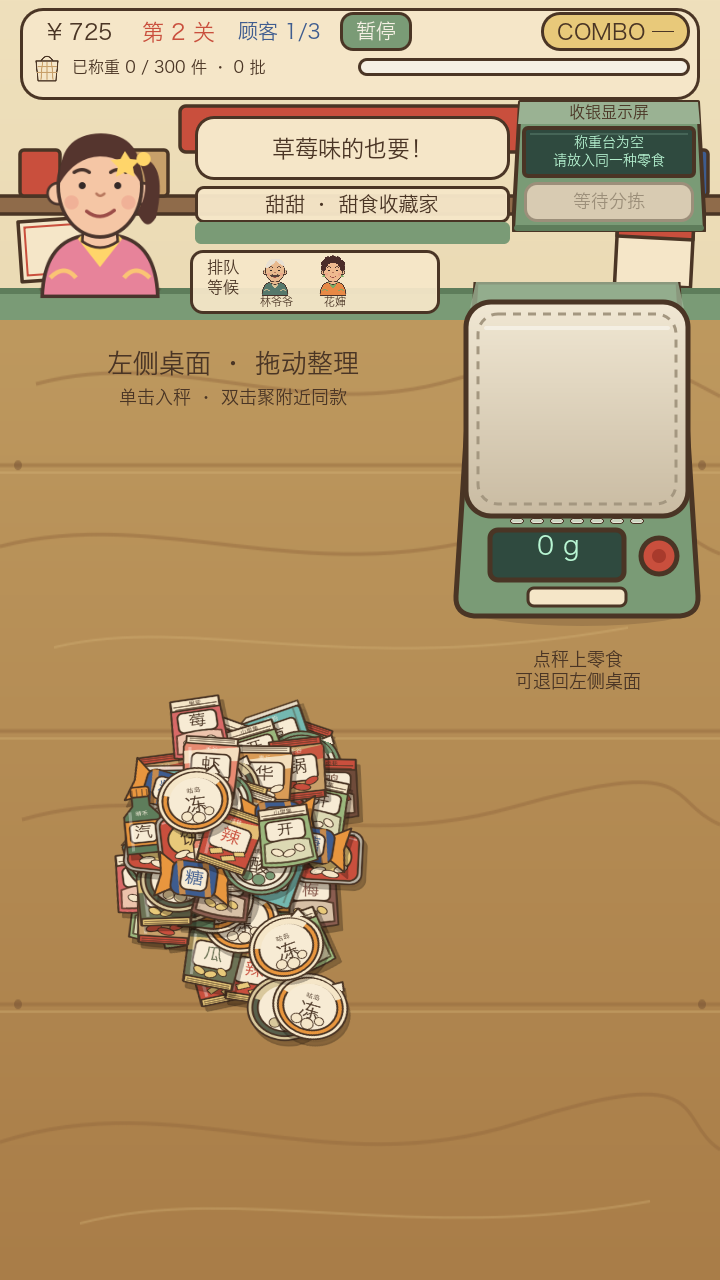 ¥ 725 第 2 关 顾客 1/3 暂停 COMBO —
已称重 0 / 300 件 · 0 批
收银显示屏
称重台为空
请放入同一种零食
等待分拣
草莓味的也要！
甜甜 · 甜食收藏家
排队
等候
林爷爷
花婶
左侧桌面 · 拖动整理
单击入秤 · 双击聚附近同款
0 g
点秤上零食
可退回左侧桌面
莓
虾
华
锅
冻
汽
辣
开
糖
酸
梅
冻
瓜
辣
冻
冻